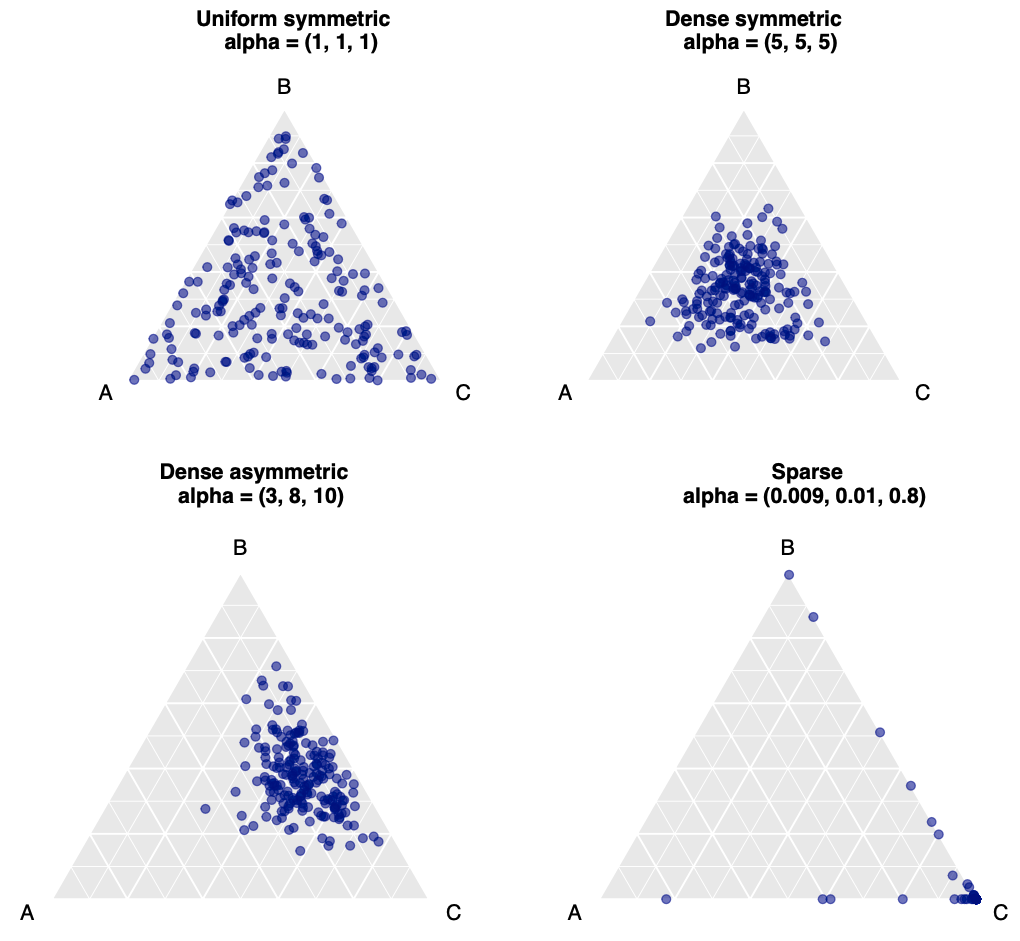 Uniform symmetric
alpha = (1, 1, 1)
B
A
C
Dense symmetric
alpha = (5, 5, 5)
B
A
C
Dense asymmetric
alpha = (3, 8, 10)
B
A
C
Sparse
alpha = (0.009, 0.01, 0.8)
B
A
C